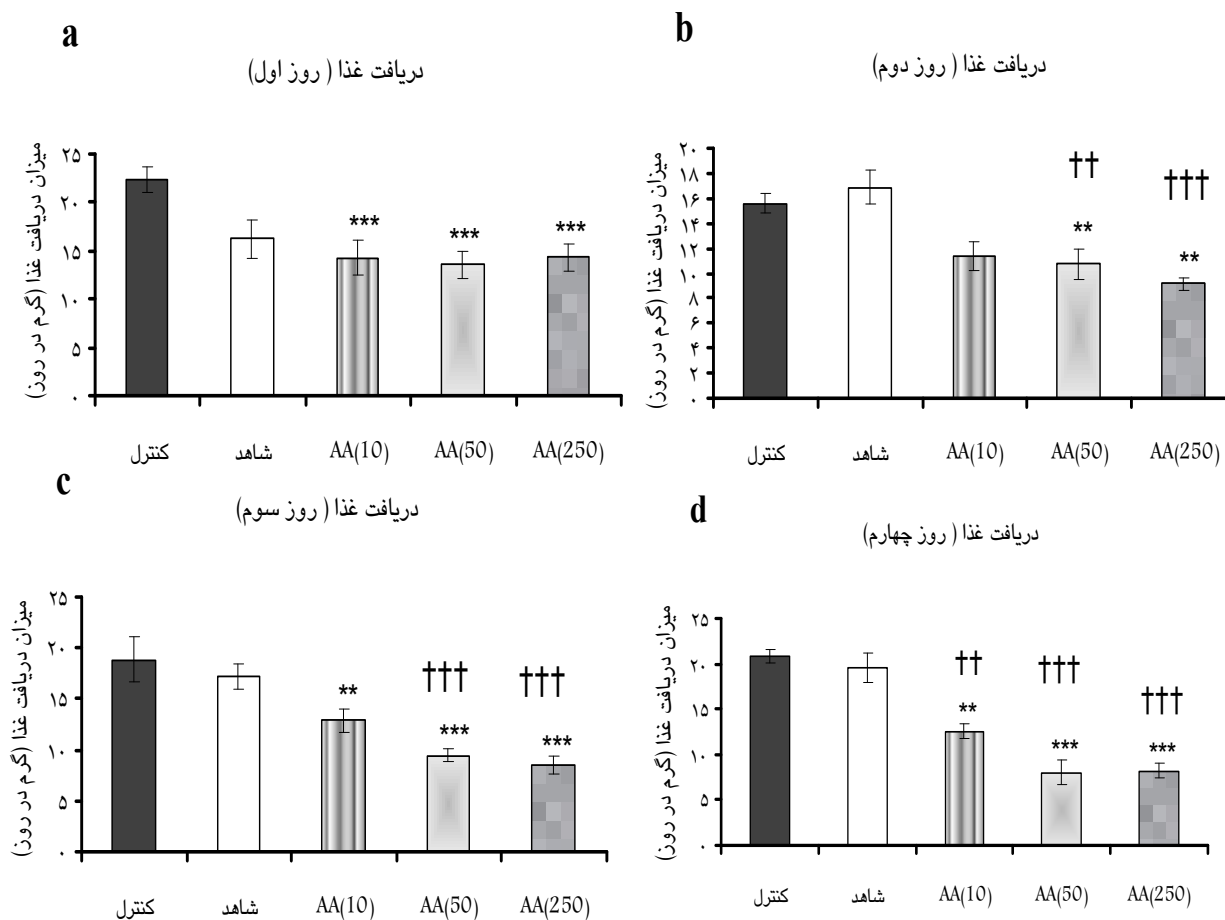 a
دریافت غذا ( روز اول)
میزان دریافت غذا (گرم در روز)
۲۵
۲۰
۱۵
۱۰
۵
۰
*** *** ***
کنترل شاهد AA(10) AA(50) AA(250)
b
دریافت غذا ( روز دوم)
میزان دریافت غذا (گرم در روز)
۲۰
۱۸
۱۶
۱۴
۱۲
۱۰
۸
۶
۴
۲
۰
†† †††
** **
کنترل شاهد AA(10) AA(50) AA(250)
c
دریافت غذا ( روز سوم)
میزان دریافت غذا (گرم در روز)
۲۵
۲۰
۱۵
۱۰
۵
۰
††† †††
** *** ***
کنترل شاهد AA(10) AA(50) AA(250)
d
دریافت غذا ( روز چهارم)
میزان دریافت غذا (گرم در روز)
۲۵
۲۰
۱۵
۱۰
۵
۰
†† ††† †††
** *** ***
کنترل شاهد AA(10) AA(50) AA(250)